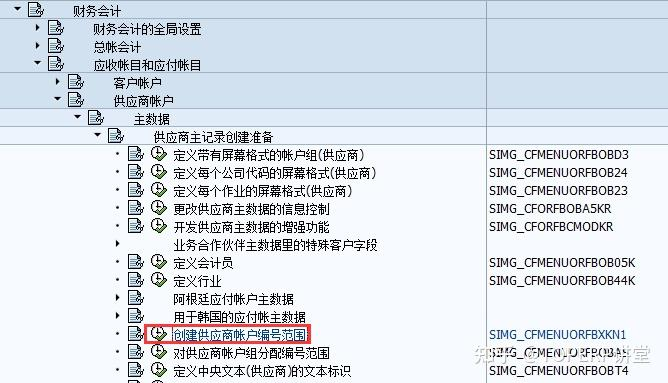 财务会计
财务会计的全局设置
总帐会计
应收帐目和应付帐目
客户帐户
供应商帐户
主数据
供应商主记录创建准备
定义带有屏幕格式的帐户组(供应商) SIMG_CFMENUORFBOBD3
定义每个公司代码的屏幕格式(供应商) SIMG_CFMENUORFBOB24
定义每个作业的屏幕格式(供应商) SIMG_CFMENUORFBOB23
更改供应商主数据的信息控制 SIMG_CFORFBOBA5KR
开发供应商主数据的增强功能 SIMG_CFORFBCMODKR
业务合作伙伴主数据里的特殊客户字段
定义会计员 SIMG_CFMENUORFBOB05K
定义行业 SIMG_CFMENUORFBOB44K
阿根廷应付帐户主数据
用于韩国的应付帐主数据
创建供应商帐户编号范围 SIMG_CFMENUORFBXKN1
对供应商帐户组分配编号范围
定义中央文本(供应商)的文本标识 SIMG_CFMENUORFBOBT4